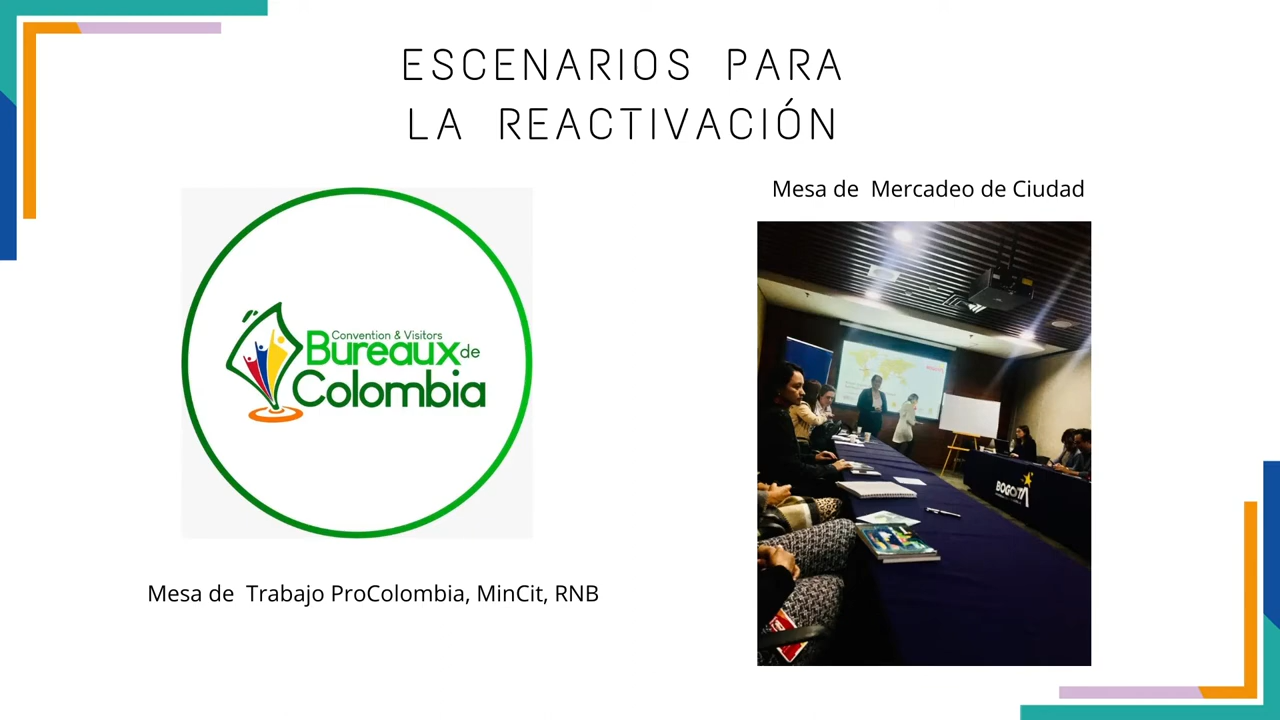 ESCENARIOS PARA
LA REACTIVACIÓN
Convention & Visitors
Bureaux de
Colombia
Mesa de Trabajo ProColombia, MinCit, RNB
Mesa de Mercadeo de Ciudad
BOGOTÁ